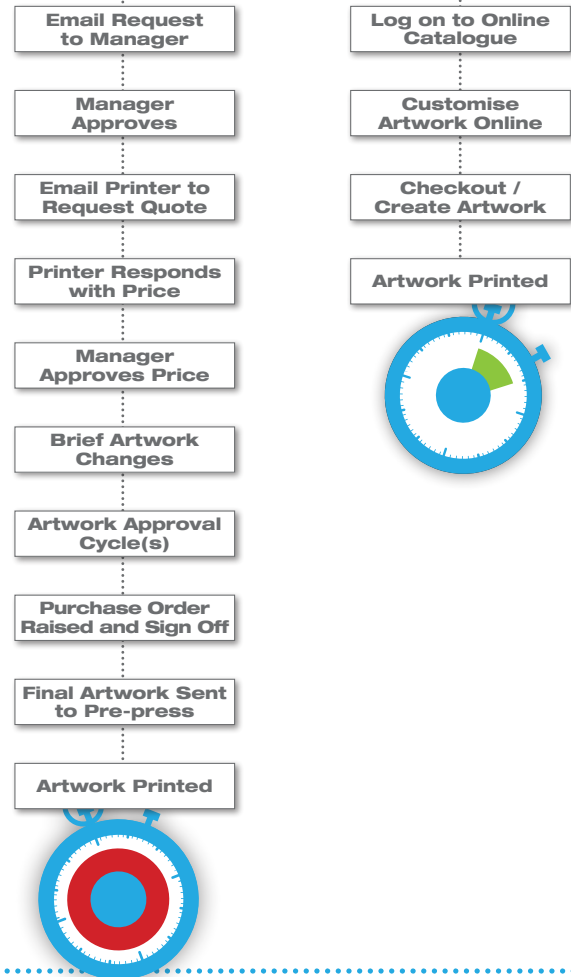 Email Request
to Manager
Manager
Approves
Email Printer to
Request Quote
Printer Responds
with Price
Manager
Approves Price
Brief Artwork
Changes
Artwork Approval
Cycle(s)
Purchase Order
Raised and Sign Off
Final Artwork Sent
to Pre-press
Artwork Printed
Log on to Online
Catalogue
Customise
Artwork Online
Checkout /
Create Artwork
Artwork Printed